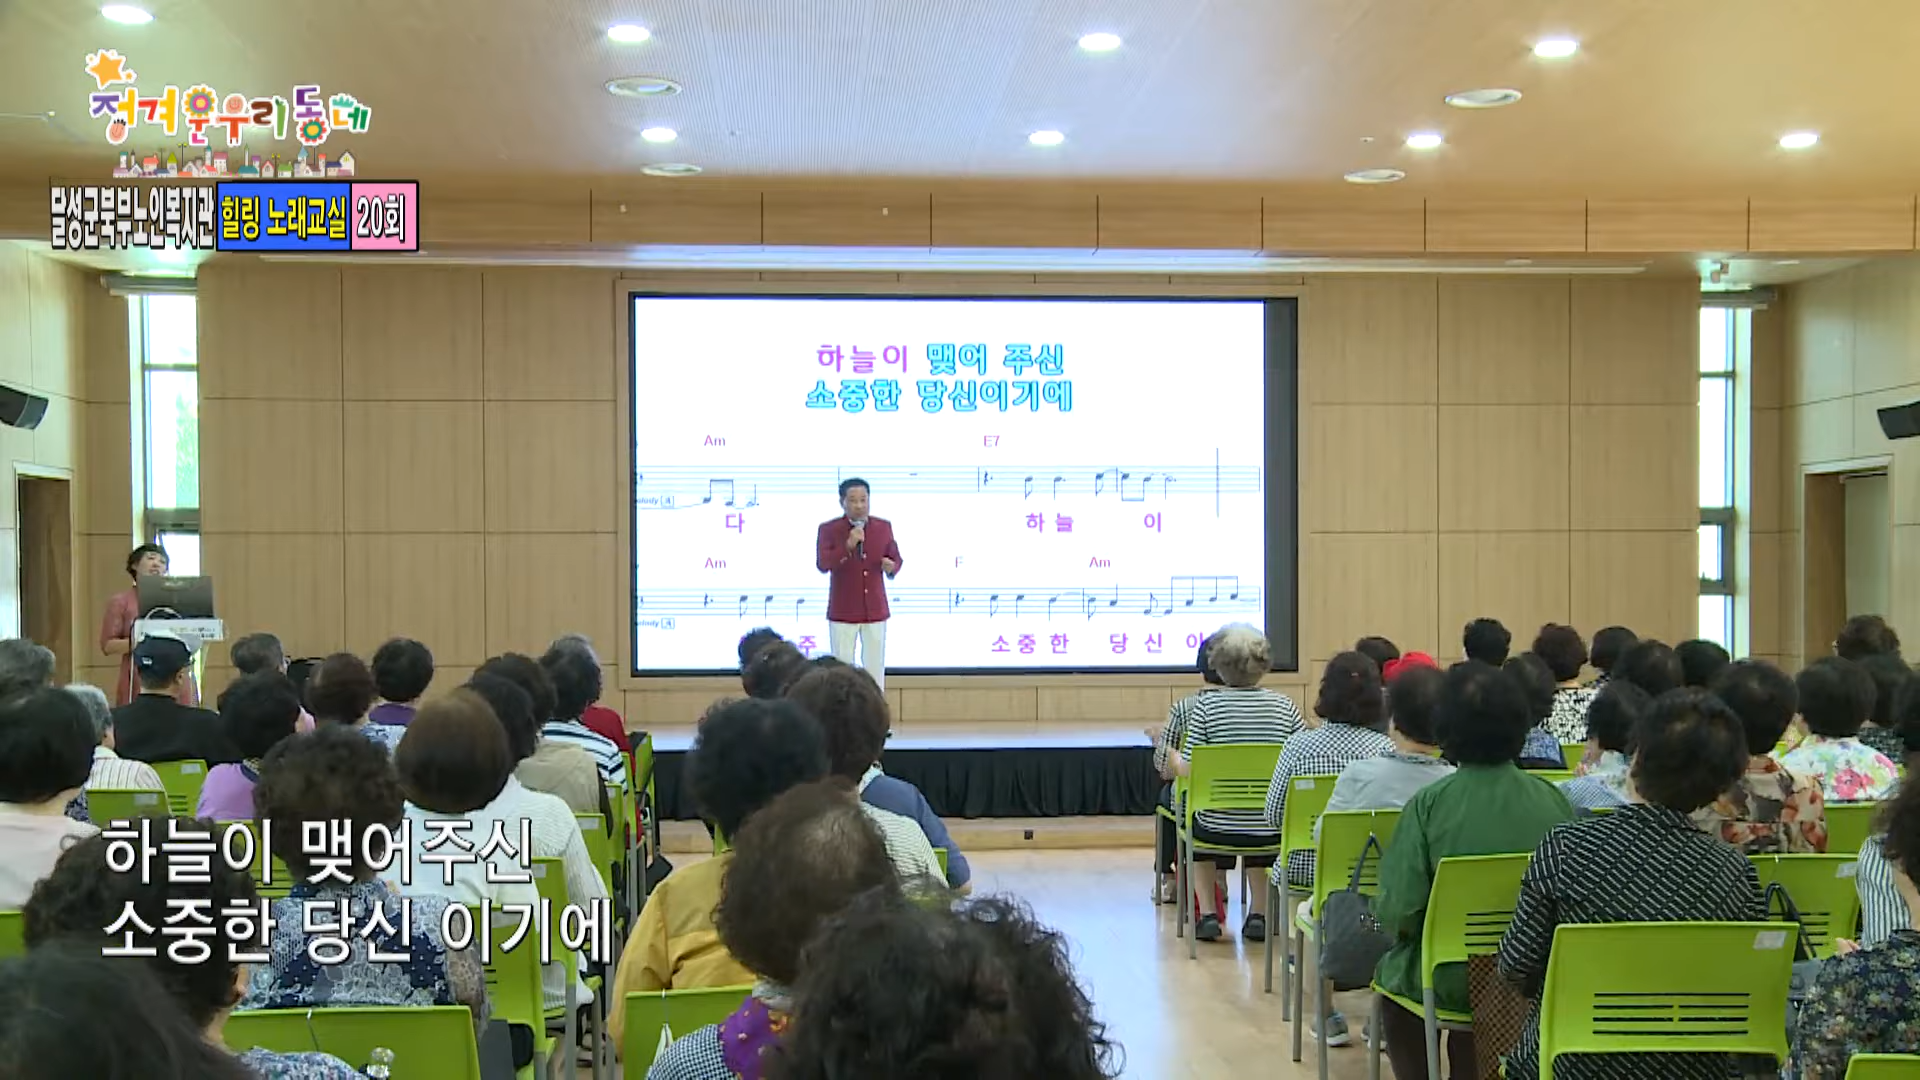 정겨운우리동네
달성군북부노인복지관 힐링 노래교실 20회
하늘이 맺어 주신
소중한 당신이기에
Am E7
다 하늘 이
Am F Am
주 소중한 당신 이
하늘이 맺어주신
소중한 당신 이기에